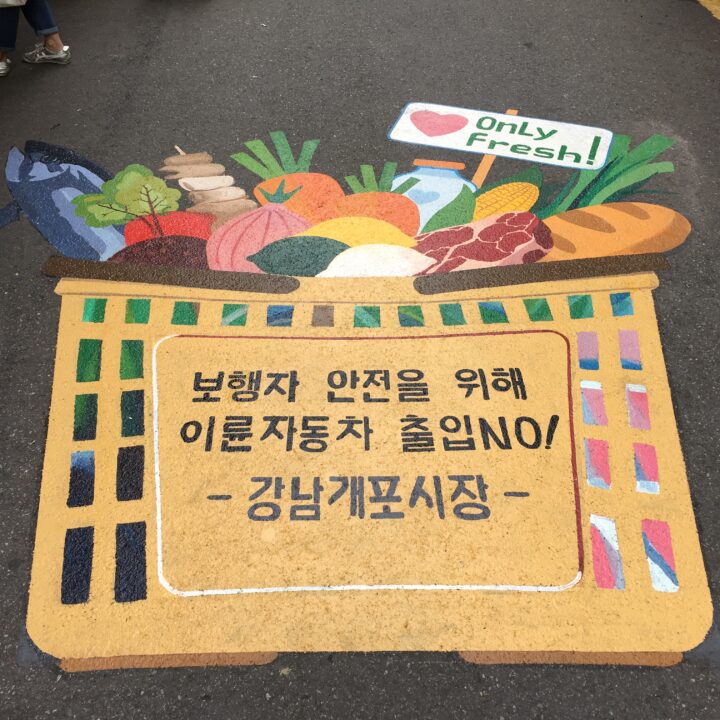 Only
fresh!
보행자 안전을 위해
이륜자동차 출입NO!
- 강남개포시장 -